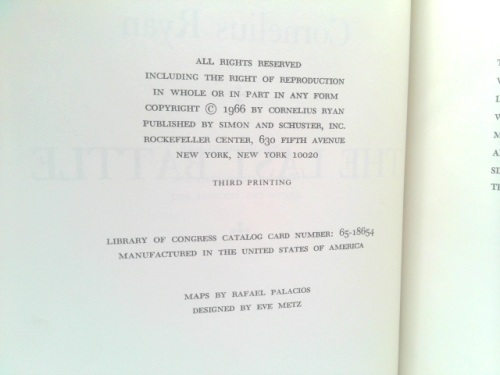 ALL RIGHTS RESERVED
INCLUDING THE RIGHT OF REPRODUCTION
IN WHOLE OR IN PART IN ANY FORM
COPYRIGHT © 1966 BY CORNELIUS RYAN
PUBLISHED BY SIMON AND SCHUSTER, INC.
ROCKEFELLER CENTER, 630 FIFTH AVENUE
NEW YORK, NEW YORK 10020
THIRD PRINTING
LIBRARY OF CONGRESS CATALOG CARD NUMBER: 65-18654
MANUFACTURED IN THE UNITED STATES OF AMERICA
MAPS BY RAFAEL PALACIOS
DESIGNED BY EVE METZ